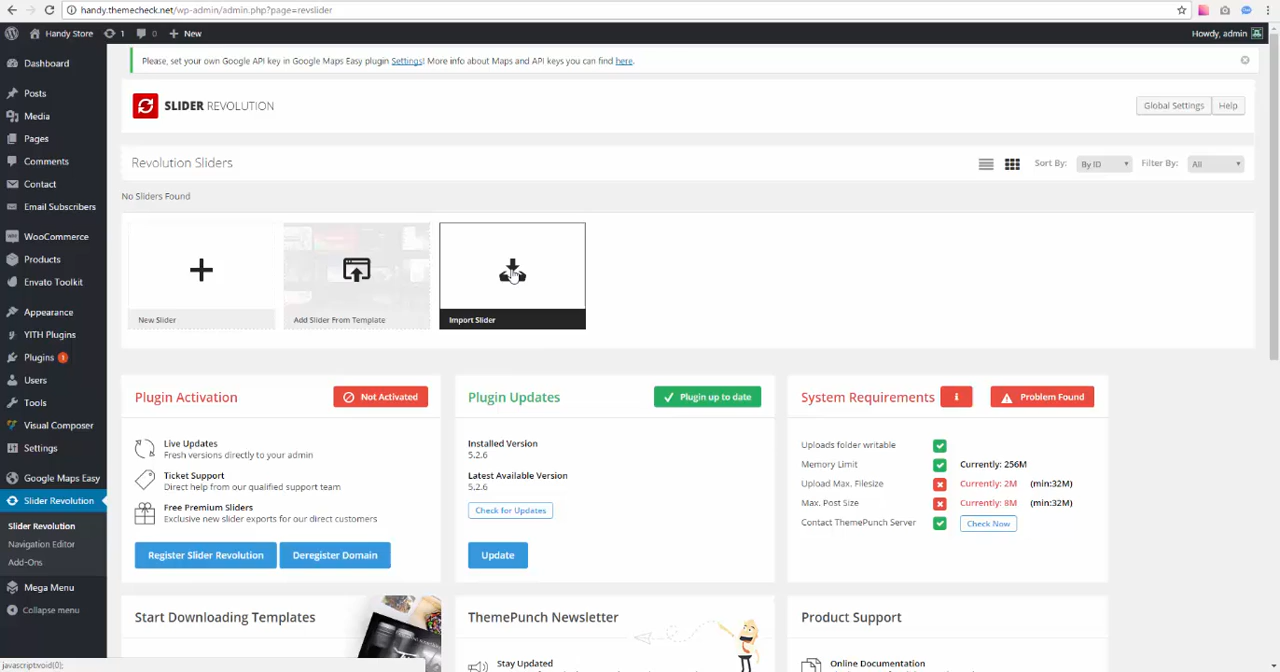 handy.themecheck.net/wp-admin/admin.php?page=revslider
Handy Store 1 0 New Howdy, admin
Dashboard
Posts
Media
Pages
Comments
Contact
Email Subscribers
WooCommerce
Products
Envato Toolkit
Appearance
YITH Plugins
Plugins 1
Users
Tools
Visual Composer
Settings
Google Maps Easy
Slider Revolution
Slider Revolution
Navigation Editor
Add-Ons
Mega Menu
Collapse menu
Please, set your own Google API key in Google Maps Easy plugin Settings! More info about Maps and API keys you can find here.
SLIDER REVOLUTION
Global Settings Help
Revolution Sliders
Sort By: By ID Filter By: All
No Sliders Found
New Slider
Add Slider From Template
Import Slider
Plugin Activation
Not Activated
Live Updates
Fresh versions directly to your admin
Ticket Support
Direct help from our qualified support team
Free Premium Sliders
Exclusive new slider exports for our direct customers
Register Slider Revolution
Deregister Domain
Plugin Updates
Plugin up to date
Installed Version
5.2.6
Latest Available Version
5.2.6
Check for Updates
Update
System Requirements
i
Problem Found
Uploads folder writable
Memory Limit Currently: 256M
Upload Max. Filesize Currently: 2M (min:32M)
Max. Post Size Currently: 8M (min:32M)
Contact ThemePunch Server Check Now
Start Downloading Templates
ThemePunch Newsletter
Stay Updated
Product Support
Online Documentation
javascript:void(0);